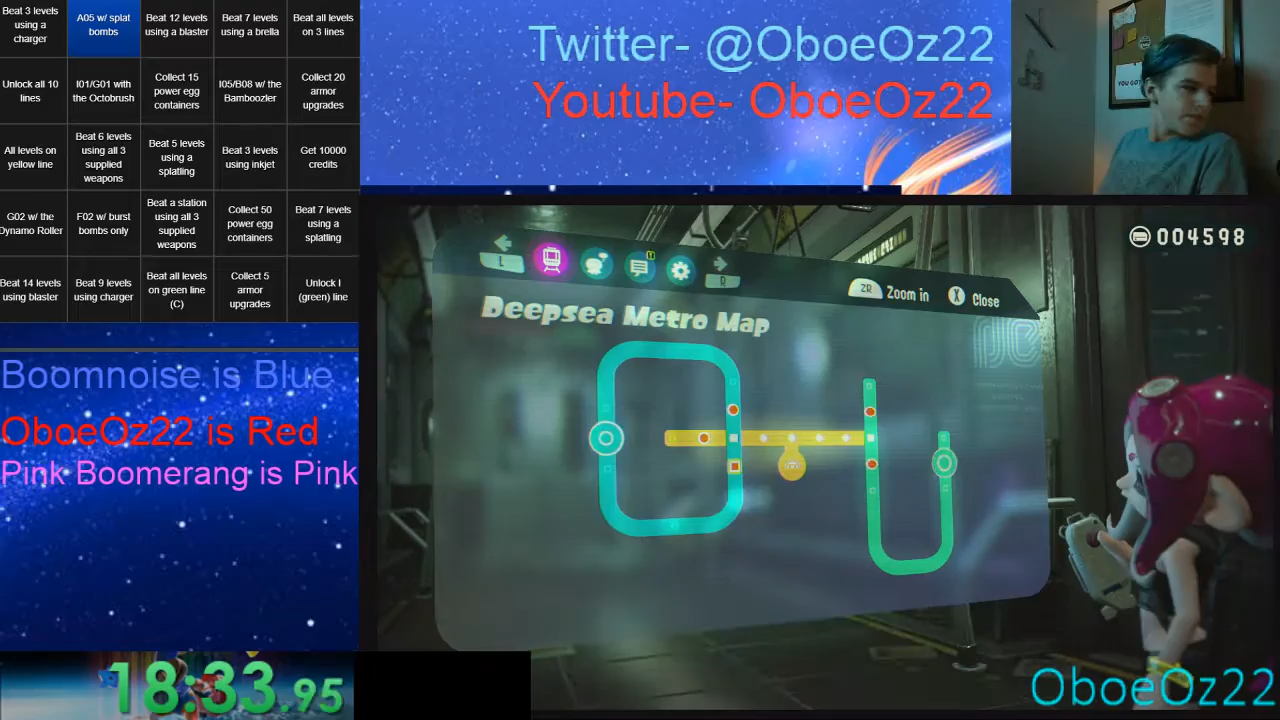 Beat 3 levels
using a
charger
A05 w/ splat
bombs
Beat 12 levels
using a blaster
Beat 7 levels
using a brella
Beat all levels
on 3 lines
Unlock all 10
lines
I01/G01 with
the Octobrush
Collect 15
power egg
containers
I05/B08 w/ the
Bamboozler
Collect 20
armor
upgrades
All levels on
yellow line
Beat 6 levels
using all 3
supplied
weapons
Beat 5 levels
using a
splatling
Beat 3 levels
using inkjet
Get 10000
credits
G02 w/ the
Dynamo Roller
F02 w/ burst
bombs only
Beat a station
using all 3
supplied
weapons
Collect 50
power egg
containers
Beat 7 levels
using a
splatling
Beat 14 levels
using blaster
Beat 9 levels
using charger
Beat all levels
on green line
(C)
Collect 5
armor
upgrades
Unlock I
(green) line
Boomnoise is Blue
OboeOz22 is Red
Pink Boomerang is Pink
18:33.95
Twitter- @OboeOz22
Youtube- OboeOz22
YOU GO
004598
L
R
ZR Zoom in
X Close
Deepsea Metro Map
OboeOz22